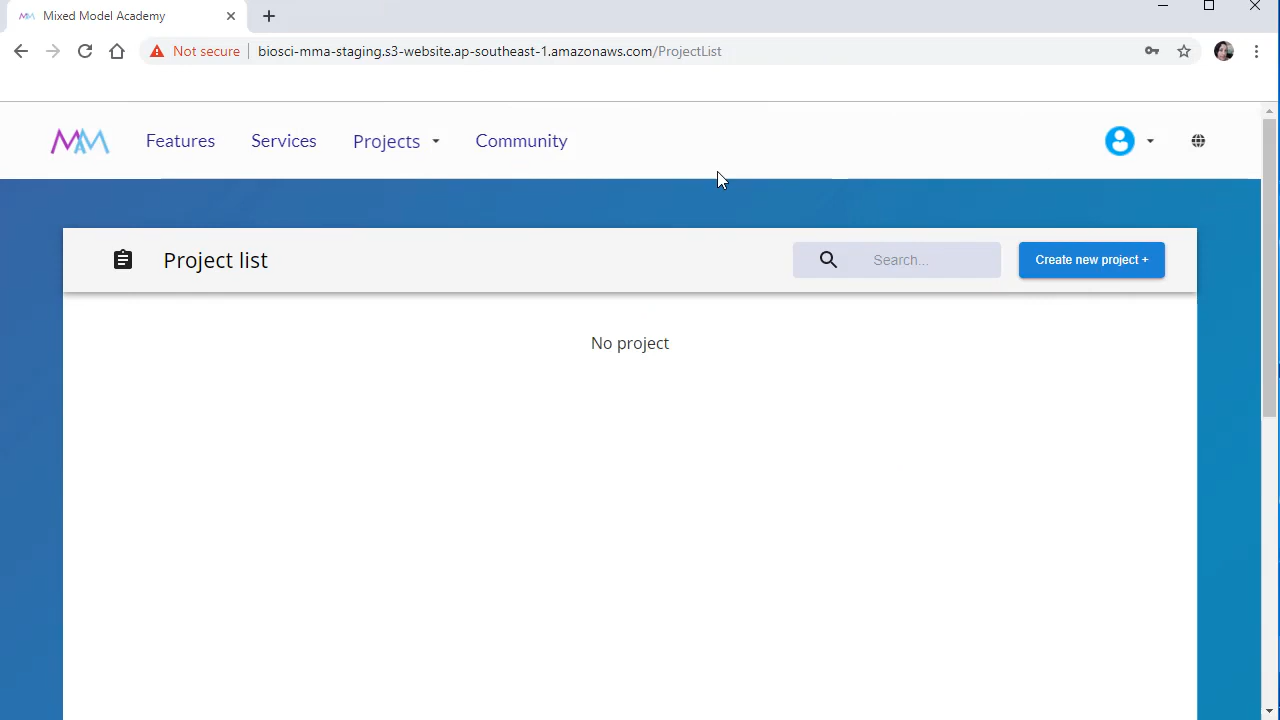 Mixed Model Academy
Not secure
biosci-mma-staging.s3-website.ap-southeast-1.amazonaws.com/ProjectList
MM
Features
Services
Projects
Community
Project list
Search...
Create new project +
No project